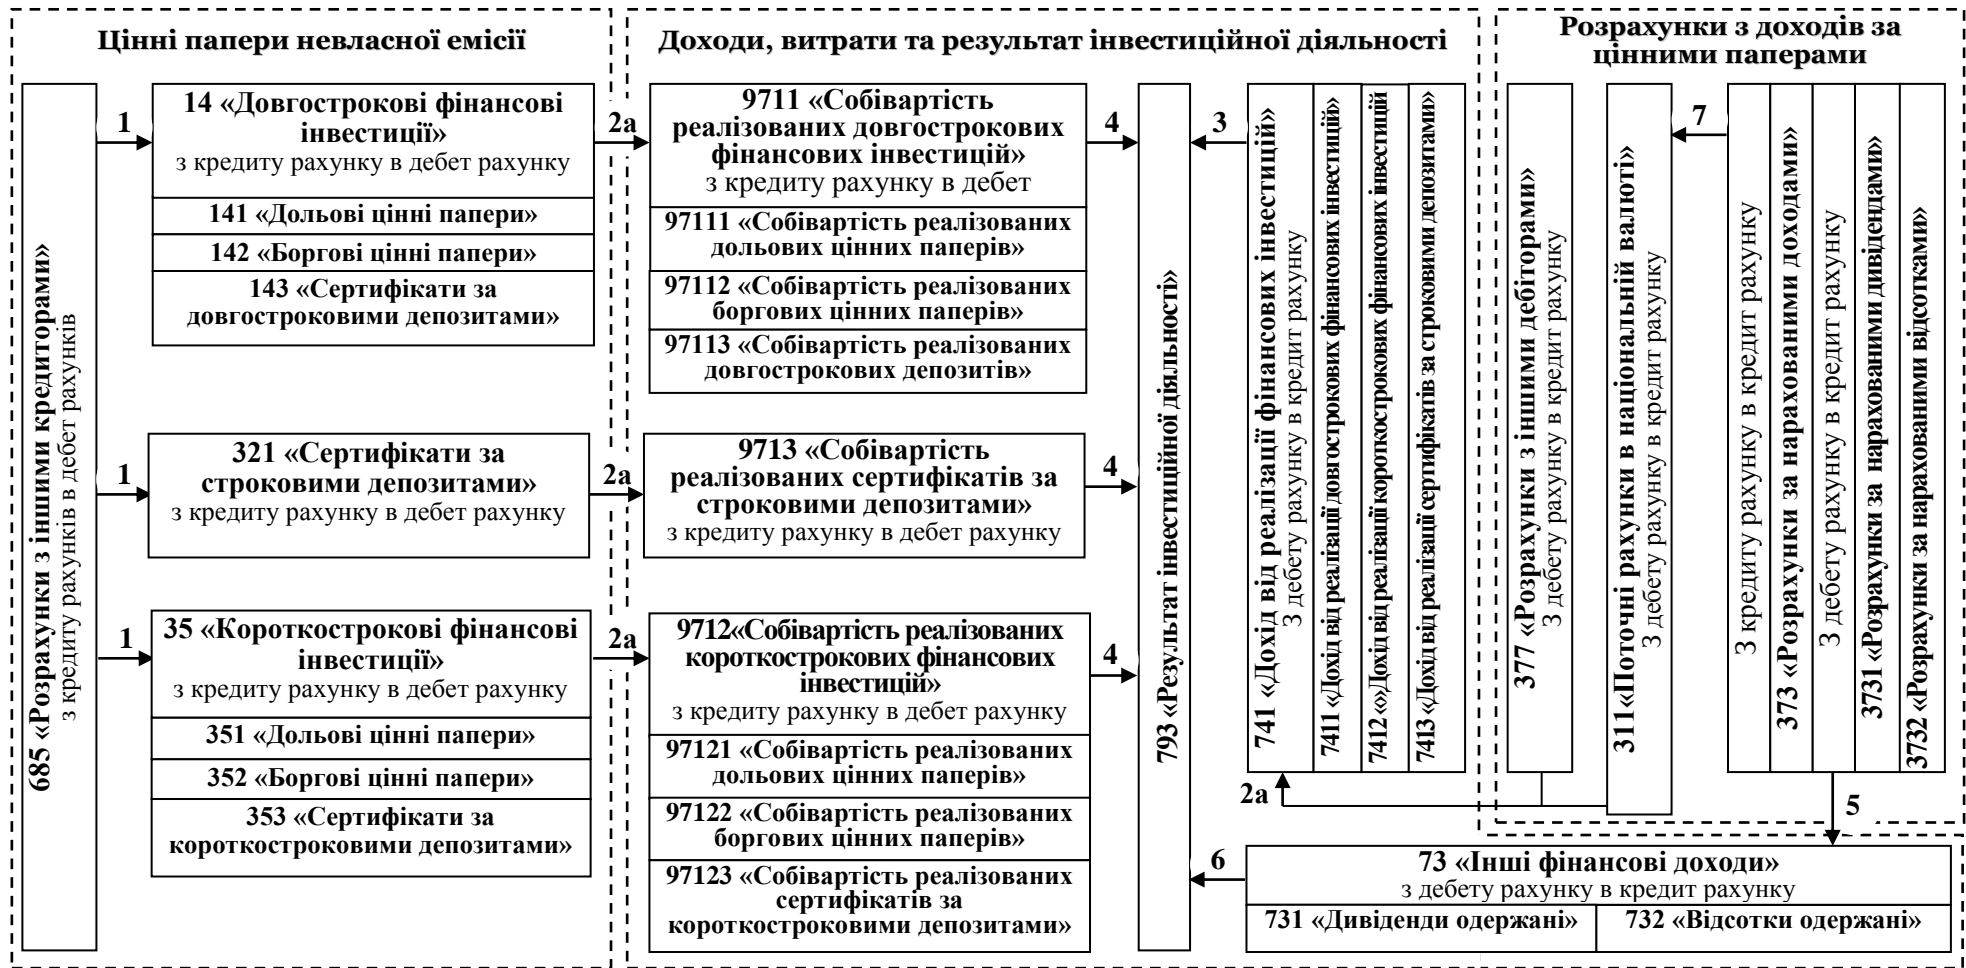 Цінні папери невласної емісії
685 «Розрахунки з іншими кредиторами»
з кредиту рахунків в дебет рахунків
1
14 «Довгострокові фінансові
інвестиції»
з кредиту рахунку в дебет рахунку
141 «Дольові цінні папери»
142 «Боргові цінні папери»
143 «Сертифікати за
довгостроковими депозитами»
1
321 «Сертифікати за
строковими депозитами»
з кредиту рахунку в дебет рахунку
1
35 «Короткострокові фінансові
інвестиції»
з кредиту рахунку в дебет рахунку
351 «Дольові цінні папери»
352 «Боргові цінні папери»
353 «Сертифікати за
короткостроковими депозитами»
2а
2а
2а
Доходи, витрати та результат інвестиційної діяльності
9711 «Собівартість
реалізованих довгострокових
фінансових інвестицій»
з кредиту рахунку в дебет
97111 «Собівартість реалізованих
дольових цінних паперів»
97112 «Собівартість реалізованих
боргових цінних паперів»
97113 «Собівартість реалізованих
довгострокових депозитів»
9713 «Собівартість
реалізованих сертифікатів за
строковими депозитами»
з кредиту рахунку в дебет рахунку
9712«Собівартість реалізованих
короткострокових фінансових
інвестицій»
з кредиту рахунку в дебет рахунку
97121 «Собівартість реалізованих
дольових цінних паперів»
97122 «Собівартість реалізованих
боргових цінних паперів»
97123 «Собівартість реалізованих
сертифікатів за
короткостроковими депозитами»
4
4
4
793 «Результат інвестиційної діяльності»
3
741 «Дохід від реалізації фінансових інвестицій»
З дебету рахунку в кредит рахунку
7411 «Дохід від реалізації довгострокових фінансових інвестицій»
7412 «»Дохід від реалізації короткострокових фінансових інвестицій
7413 «Дохід від реалізації сертифікатів за строковими депозитами»
2а
Розрахунки з доходів за
цінними паперами
377 «Розрахунки з іншими дебіторами»
З дебету рахунку в кредит рахунку
311«Поточні рахунки в національній валюті»
З дебету рахунку в кредит рахунку
7
З кредиту рахунку в кредит рахунку
373 «Розрахунки за нарахованими доходами»
З дебету рахунку в кредит рахунку
3731 «Розрахунки за нарахованими дивідендами»
3732 «Розрахунки за нарахованими відсотками»
5
6
73 «Інші фінансові доходи»
з дебету рахунку в кредит рахунку
731 «Дивіденди одержані»
732 «Відсотки одержані»